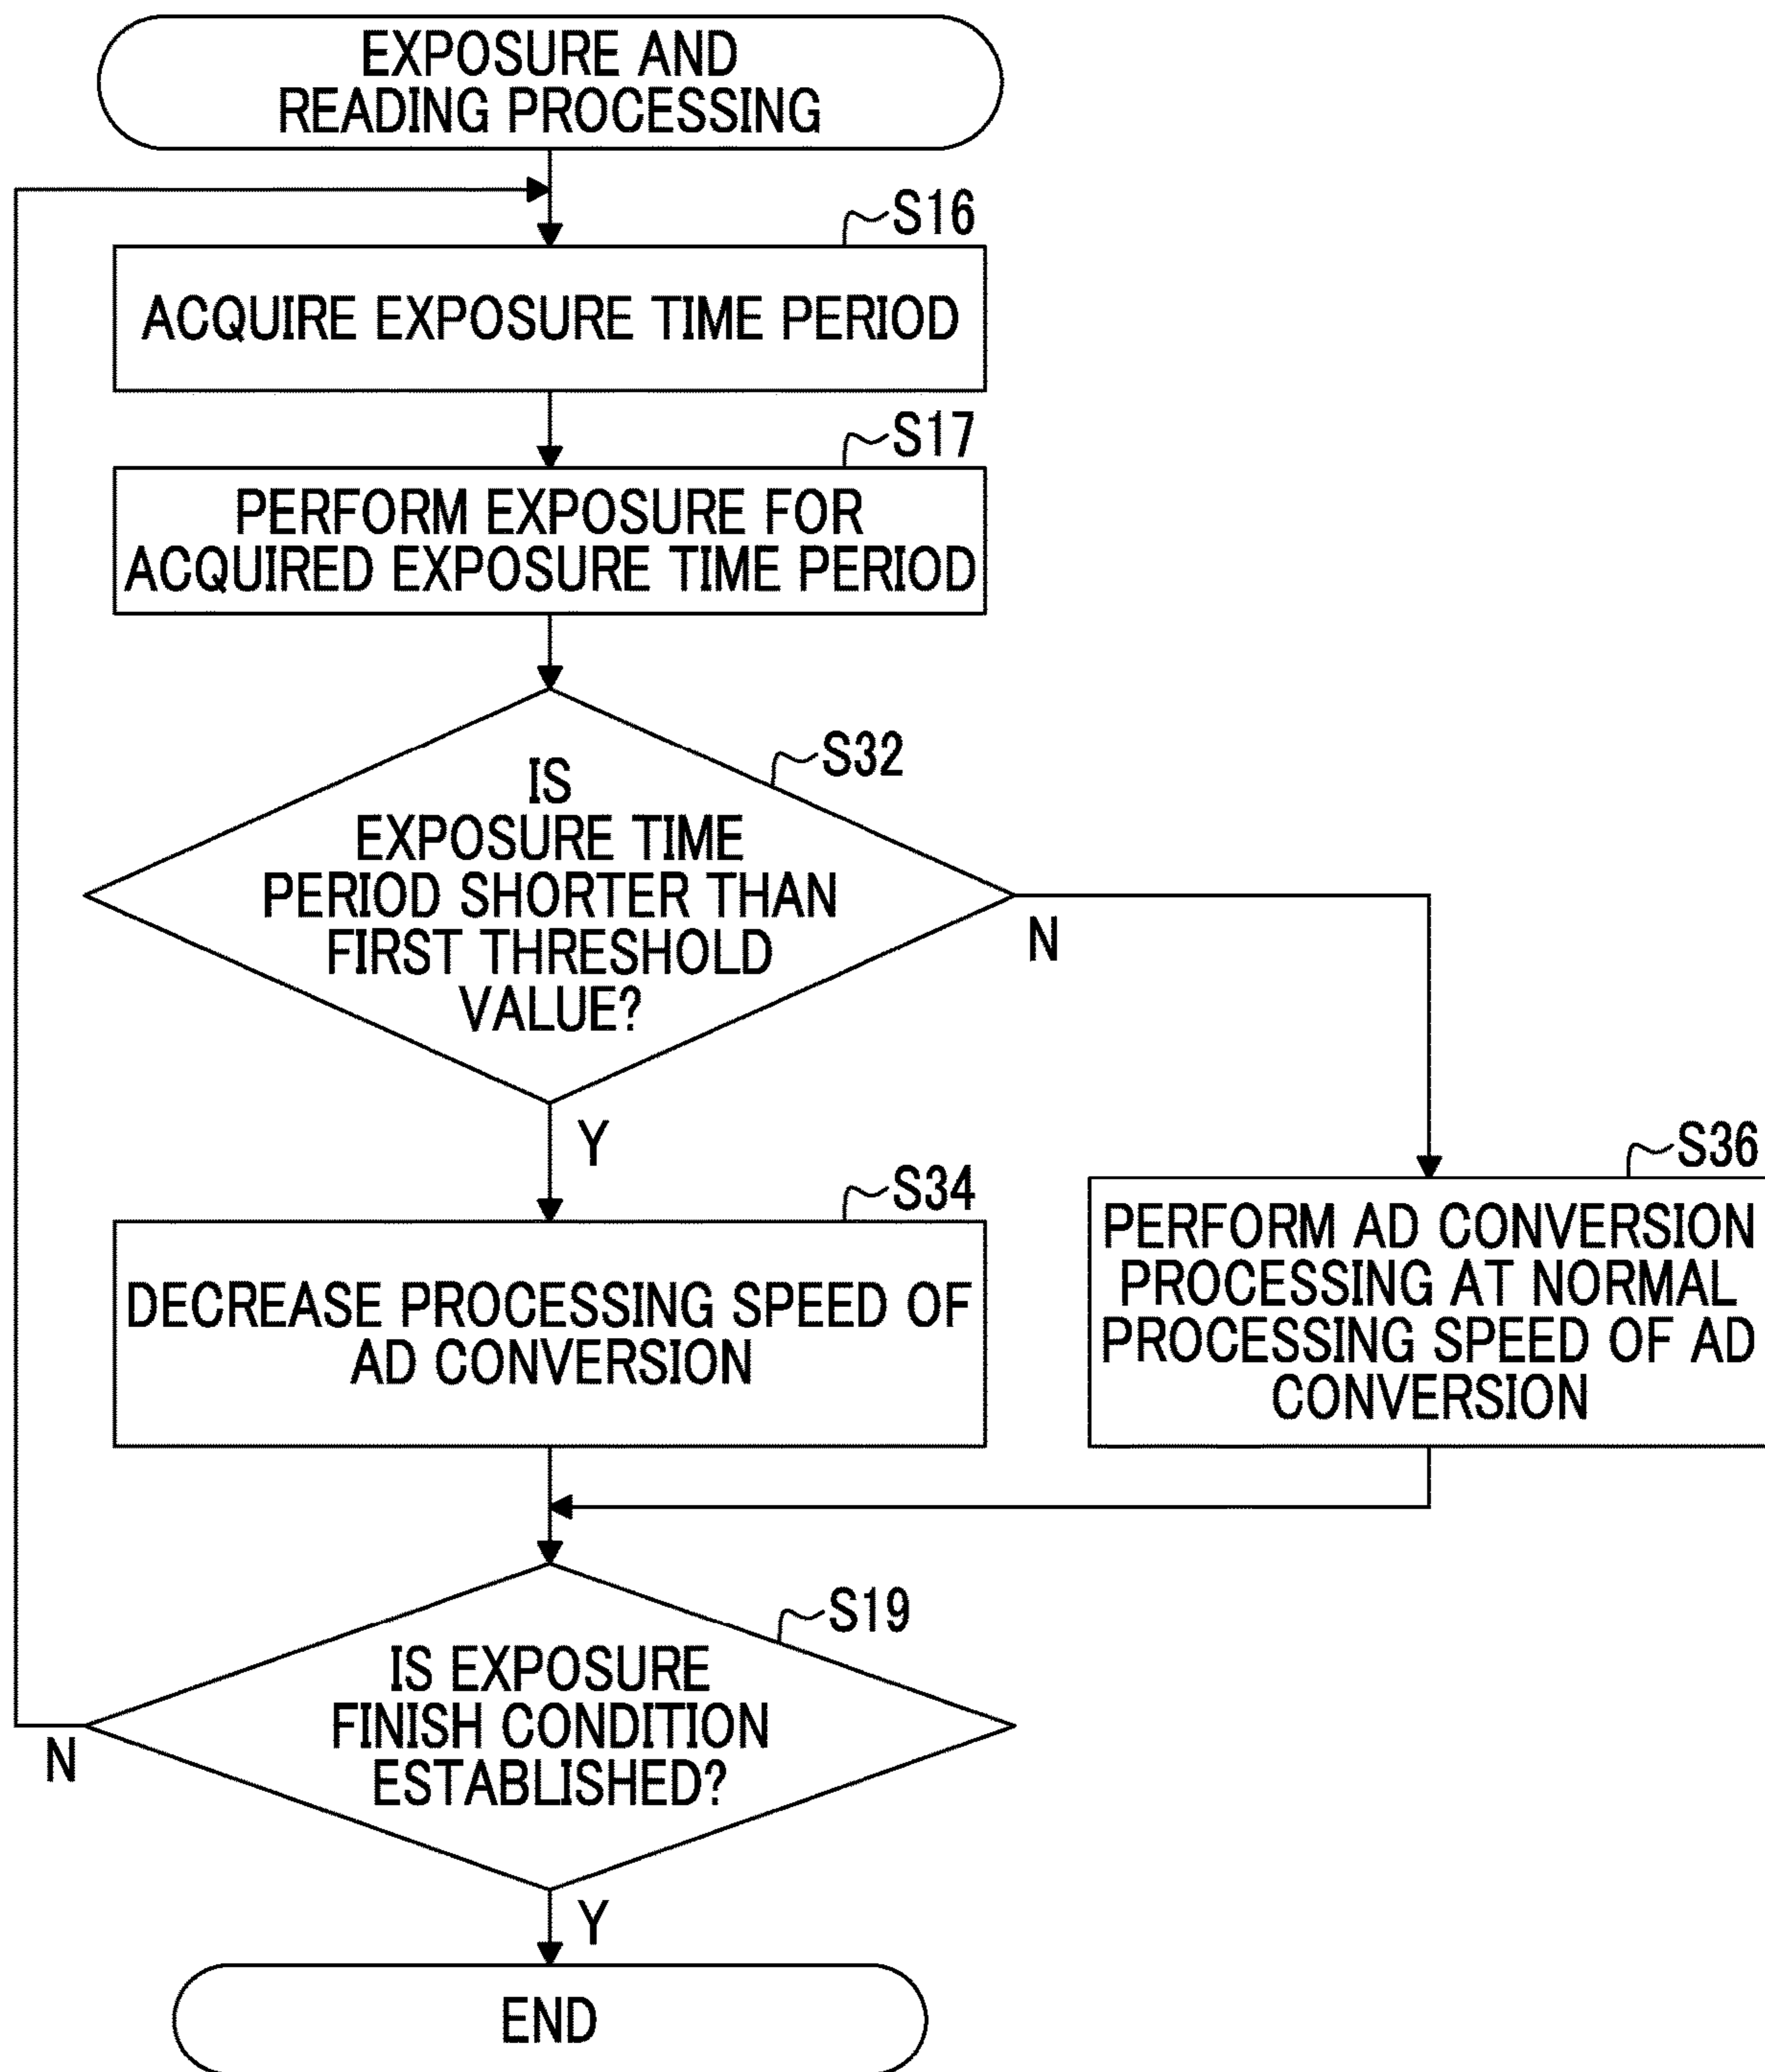 EXPOSURE AND
READING PROCESSING
S16
ACQUIRE EXPOSURE TIME PERIOD
S17
PERFORM EXPOSURE FOR
ACQUIRED EXPOSURE TIME PERIOD
S32
IS
EXPOSURE TIME
PERIOD SHORTER THAN
FIRST THRESHOLD
VALUE?
N
Y
S34
DECREASE PROCESSING SPEED OF
AD CONVERSION
S36
PERFORM AD CONVERSION
PROCESSING AT NORMAL
PROCESSING SPEED OF AD
CONVERSION
S19
IS EXPOSURE
FINISH CONDITION
ESTABLISHED?
N
Y
END